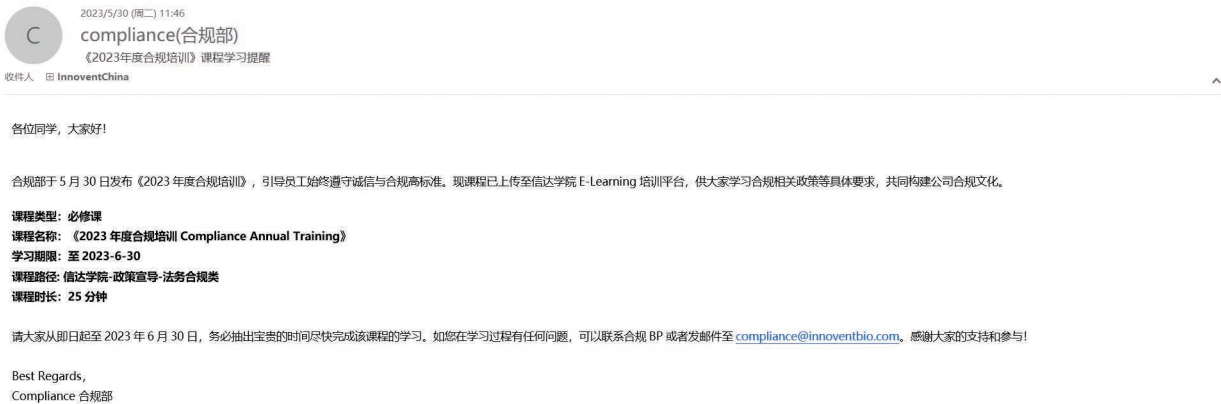 C
2023/5/30 (周二) 11:46
compliance(合规部)
《2023年度合规培训》课程学习提醒
收件人 InnoventChina
各位同学，大家好！
合规部于 5 月 30 日发布《2023 年度合规培训》，引导员工始终遵守诚信与合规高标准。现课程已上传至信达学院 E-Learning 培训平台，供大家学习合规相关政策等具体要求，共同构建公司合规文化。
课程类型：必修课
课程名称：《2023 年度合规培训 Compliance Annual Training》
学习期限：至 2023-6-30
课程路径: 信达学院-政策宣导-法务合规类
课程时长：25 分钟
请大家从即日起至 2023 年 6 月 30 日，务必抽出宝贵的时间尽快完成该课程的学习。如您在学习过程有任何问题，可以联系合规 BP 或者发邮件至 compliance@innoventbio.com。感谢大家的支持和参与！
Best Regards，
Compliance 合规部